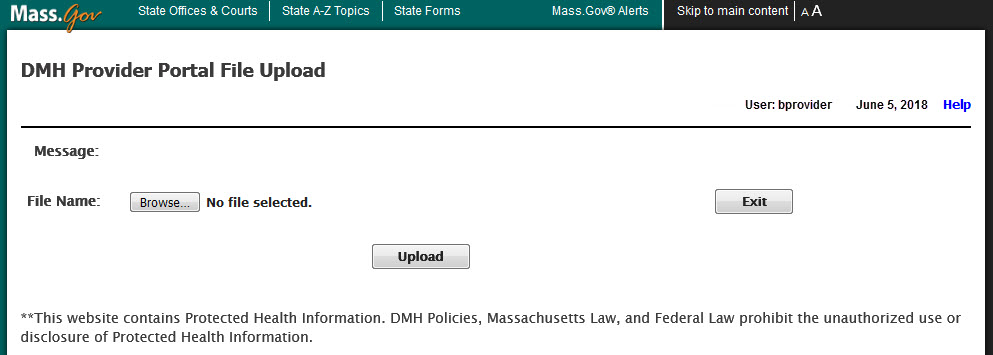 Mass.Gov State Offices & Courts State A-Z Topics State Forms Mass.Gov® Alerts Skip to main content A A
DMH Provider Portal File Upload
User: bprovider June 5, 2018 Help
Message:
File Name: Browse... No file selected. Exit
Upload
**This website contains Protected Health Information. DMH Policies, Massachusetts Law, and Federal Law prohibit the unauthorized use or
disclosure of Protected Health Information.